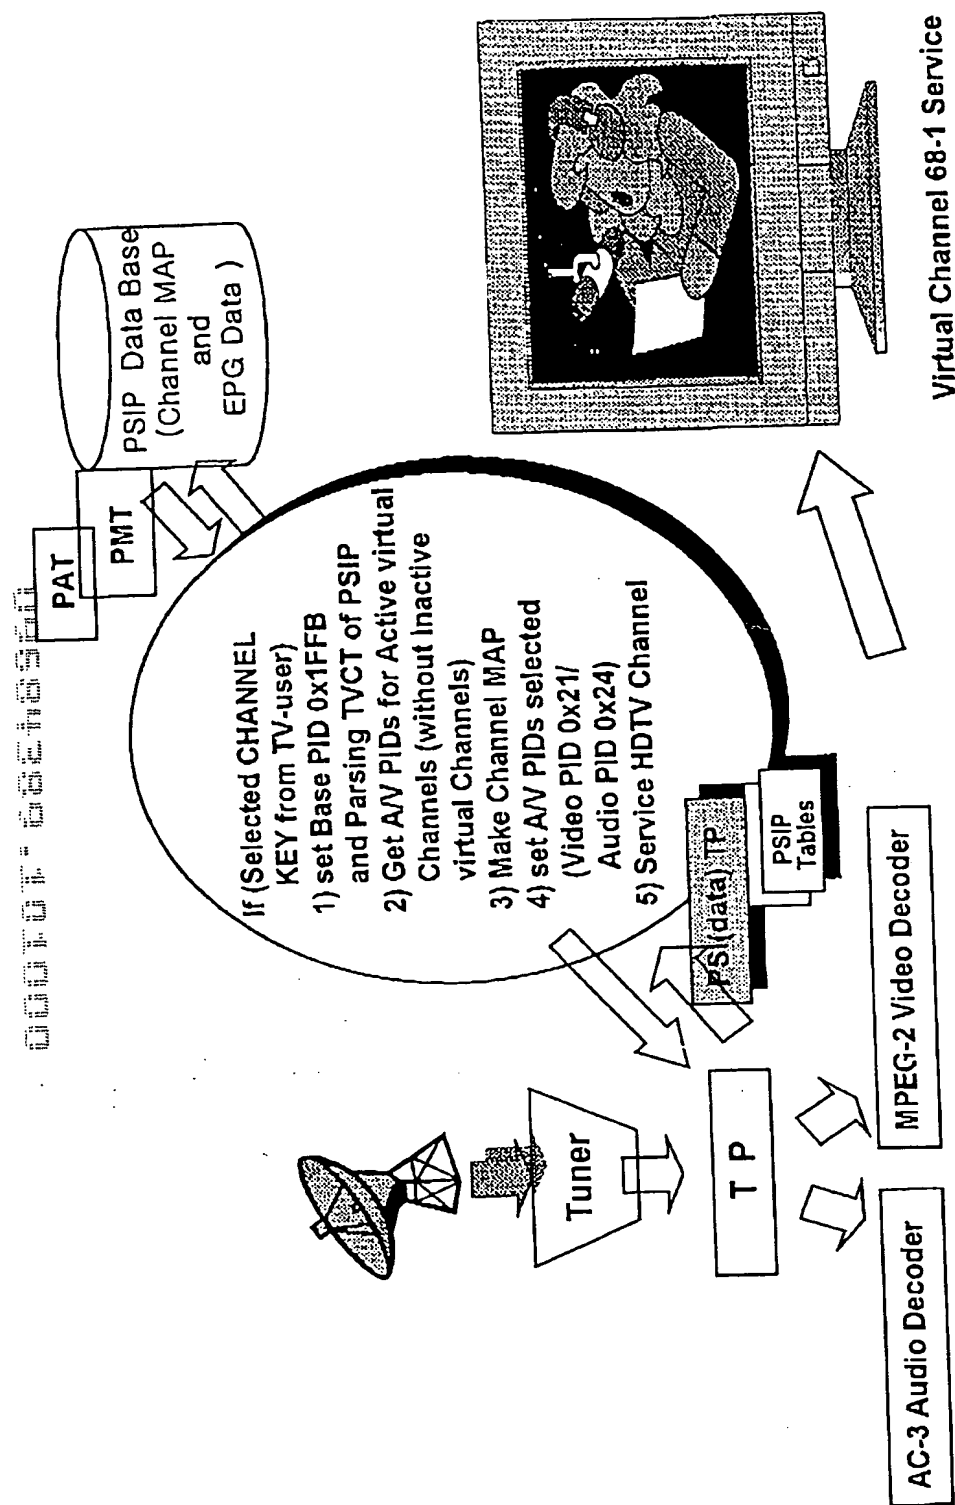 PAT
PMT
PSIP Data Base
(Channel MAP
and
EPG Data )
If (Selected CHANNEL
KEY from TV-user)
1) set Base PID 0x1FFB
and Parsing TVCT of PSIP
2) Get A/V PIDs for Active virtual
Channels (without Inactive
virtual Channels)
3) Make Channel MAP
4) set A/V PIDs selected
(Video PID 0x21/
Audio PID 0x24)
5) Service HDTV Channel
PSI(data) TP
PSIP
Tables
Tuner
T P
AC-3 Audio Decoder
MPEG-2 Video Decoder
Virtual Channel 68-1 Service